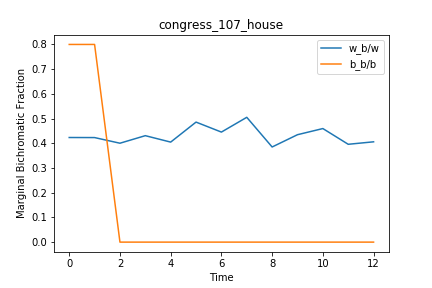 congress_107_house
w_b/w
b_b/b
Marginal Bichromatic Fraction
0.8
0.7
0.6
0.5
0.4
0.3
0.2
0.1
0.0
0 2 4 6 8 10 12
Time